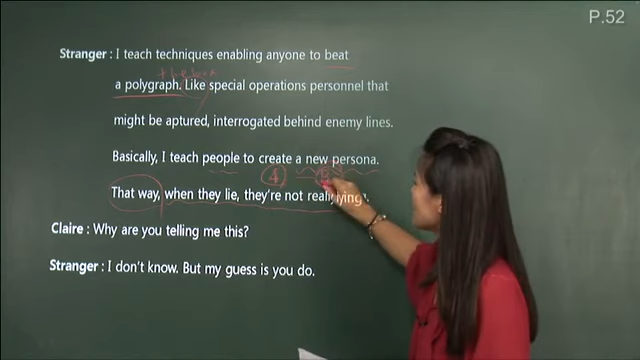 P.52
Stranger : I teach techniques enabling anyone to beat
a polygraph. Like special operations personnel that
might be aptured, interrogated behind enemy lines.
Basically, I teach people to create a new persona.
4
That way, when they lie, they're not really lying.
Claire : Why are you telling me this?
Stranger : I don't know. But my guess is you do.